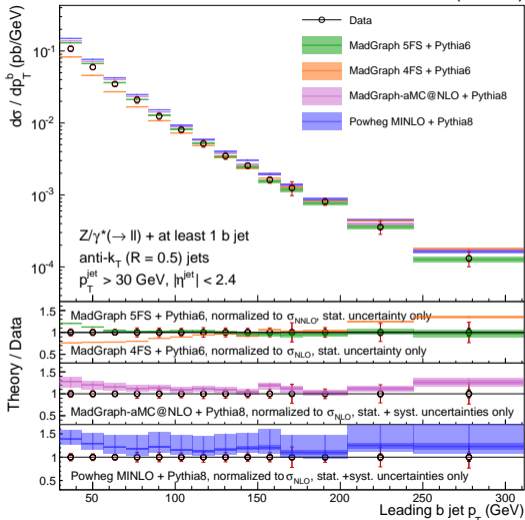 dσ / dp_T^b (pb/GeV)
Data
MadGraph 5FS + Pythia6
MadGraph 4FS + Pythia6
MadGraph-aMC@NLO + Pythia8
Powheg MINLO + Pythia8
10⁻¹
10⁻²
10⁻³
10⁻⁴
Z/γ*(→ ll) + at least 1 b jet
anti-k_T (R = 0.5) jets
p_T^jet > 30 GeV, |η^jet| < 2.4
Theory / Data
1.5
1
0.5
MadGraph 5FS + Pythia6, normalized to σ_NNLO, stat. uncertainty only
MadGraph 4FS + Pythia6, normalized to σ_NLO, stat. uncertainty only
1.5
1
0.5
MadGraph-aMC@NLO + Pythia8, normalized to σ_NLO, stat. + syst. uncertainties only
1.5
1
0.5
Powheg MINLO + Pythia8, normalized to σ_NLO, stat. +syst. uncertainties only
50 100 150 200 250 300
Leading b jet p_T (GeV)